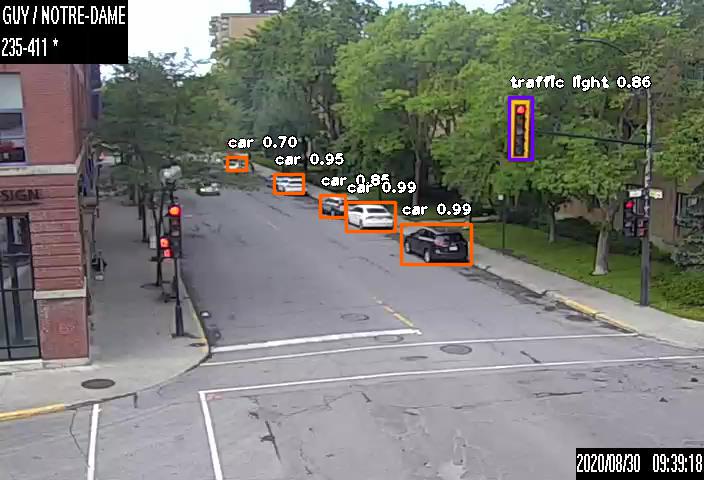 GUY / NOTRE-DAME
235-411 *
traffic light 0.86
car 0.70
car 0.95
car 0.85
car 0.99
car 0.99
SIGN
2020/08/30 09:39:18